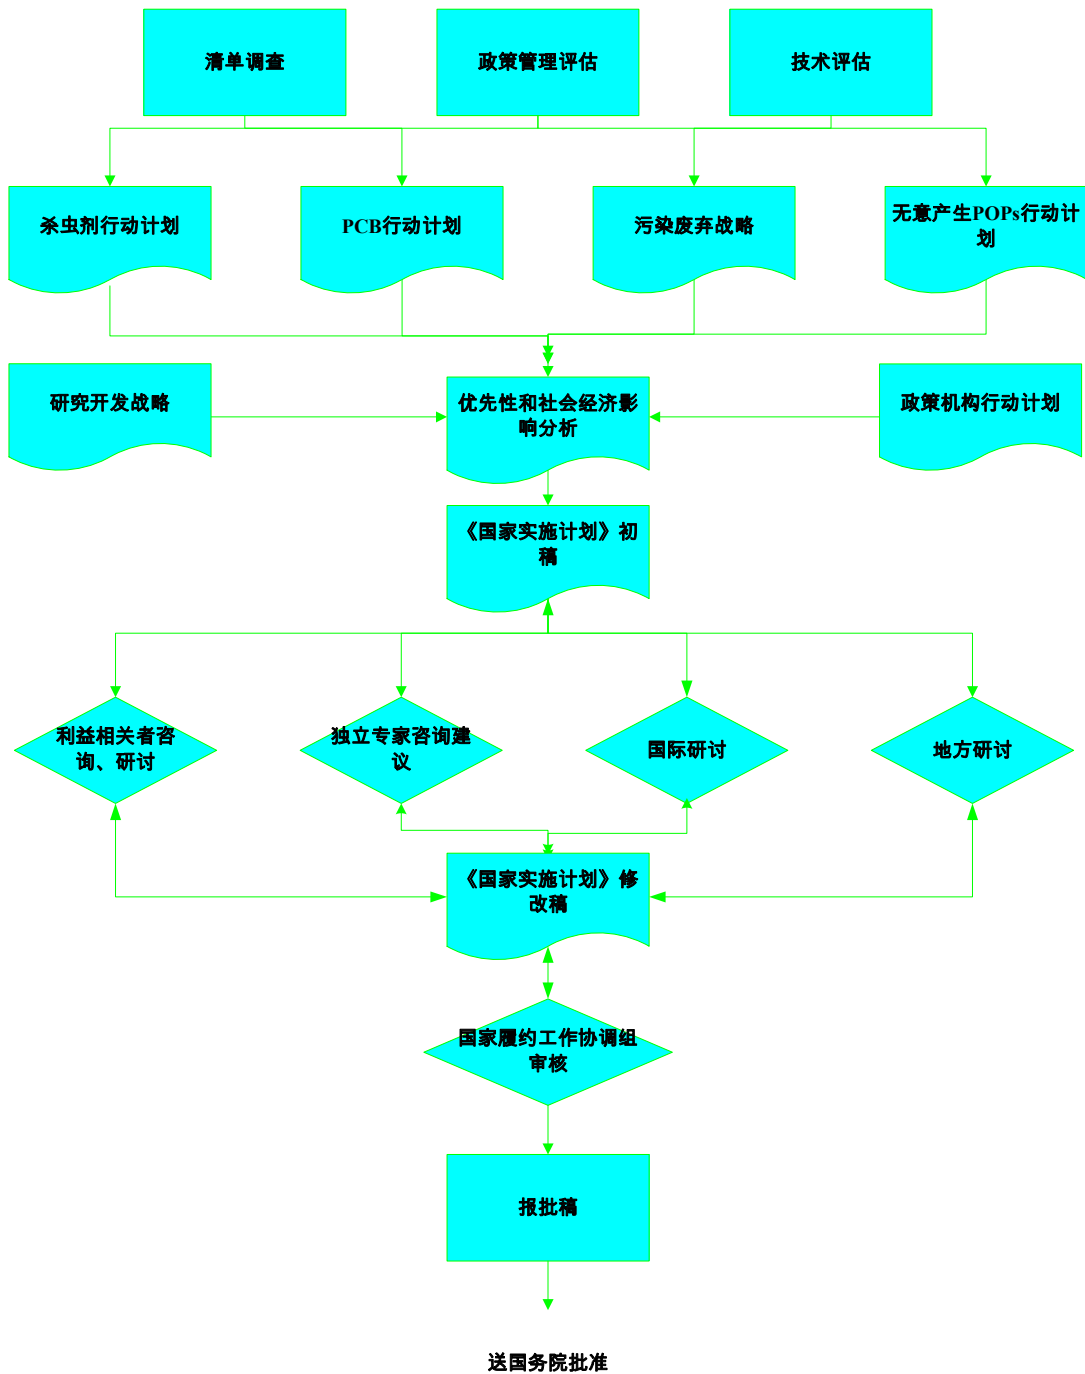 清单调查
政策管理评估
技术评估
杀虫剂行动计划
PCB行动计划
污染废弃战略
无意产生POPs行动计
划
研究开发战略
优先性和社会经济影
响分析
政策机构行动计划
《国家实施计划》初
稿
利益相关者咨
询、研讨
独立专家咨询建
议
国际研讨
地方研讨
《国家实施计划》修
改稿
国家履约工作协调组
审核
报批稿
送国务院批准